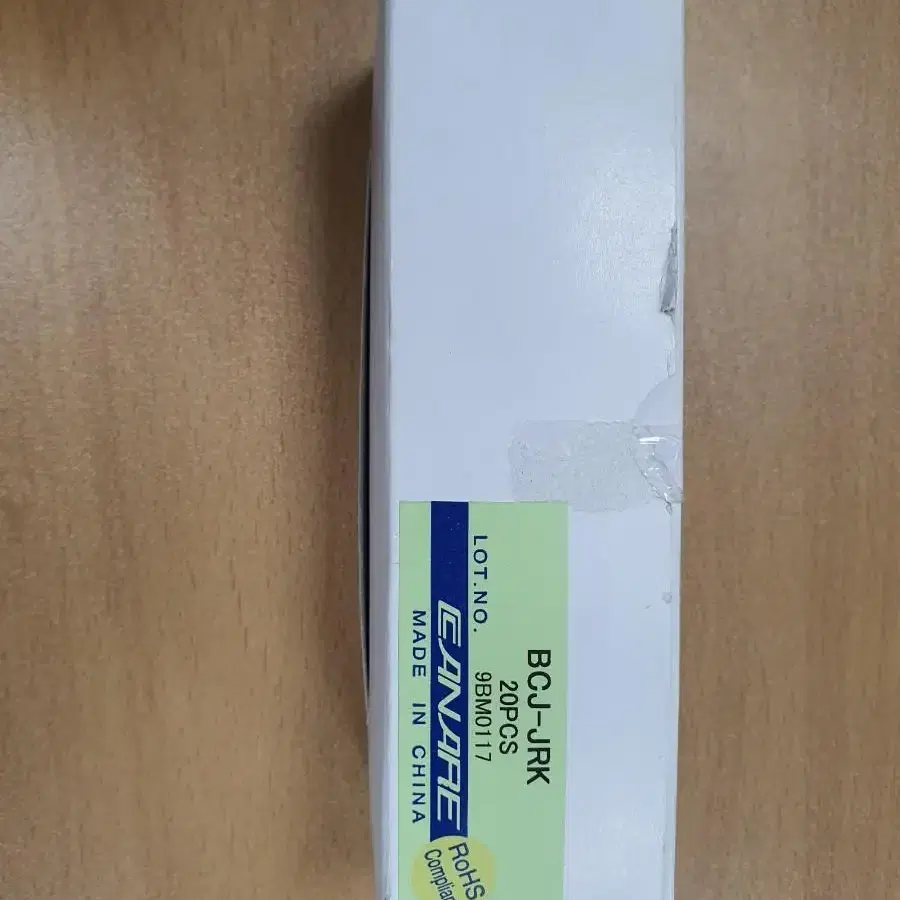 BCJ-JRK
20PCS
LOT.NO. 9BM0117
CANARE
MADE IN CHINA
RoHS